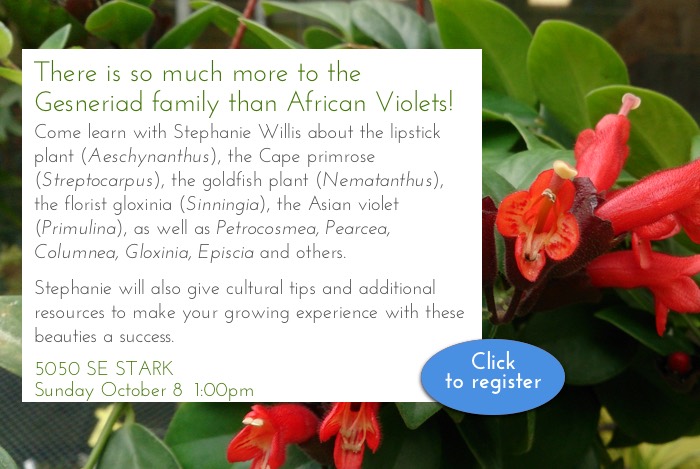 There is so much more to the
Gesneriad family than African Violets!
Come learn with Stephanie Willis about the lipstick
plant (Aeschynanthus), the Cape primrose
(Streptocarpus), the goldfish plant (Nematanthus),
the florist gloxinia (Sinningia), the Asian violet
(Primulina), as well as Petrocosmea, Pearcea,
Columnea, Gloxinia, Episcia and others.
Stephanie will also give cultural tips and additional
resources to make your growing experience with these
beauties a success.
5050 SE STARK
Sunday October 8 1:00pm
Click
to register